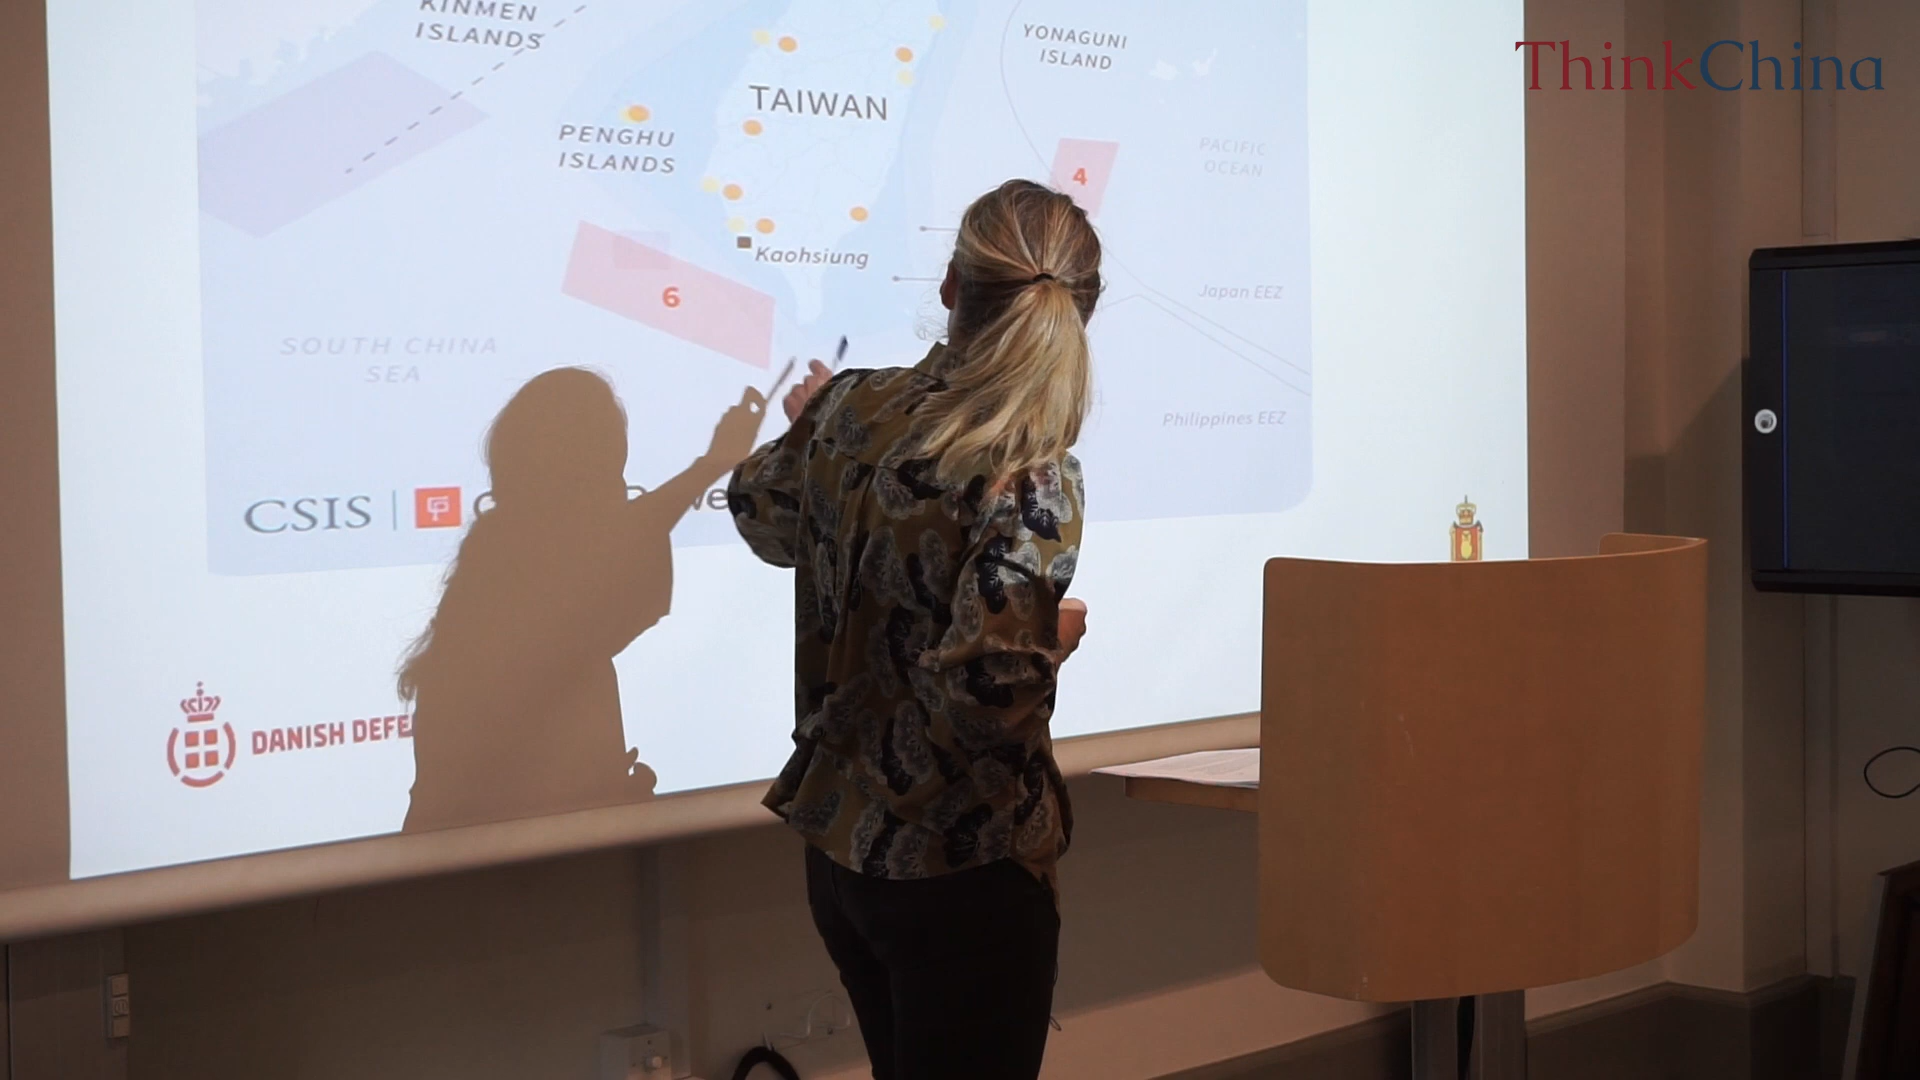 KINMEN
ISLANDS
YONAGUNI
ISLAND
ThinkChina
TAIWAN
PENGHU
ISLANDS
PACIFIC
OCEAN
4
Kaohsiung
6
Japan EEZ
SOUTH CHINA
SEA
Philippines EEZ
CSIS
DANISH